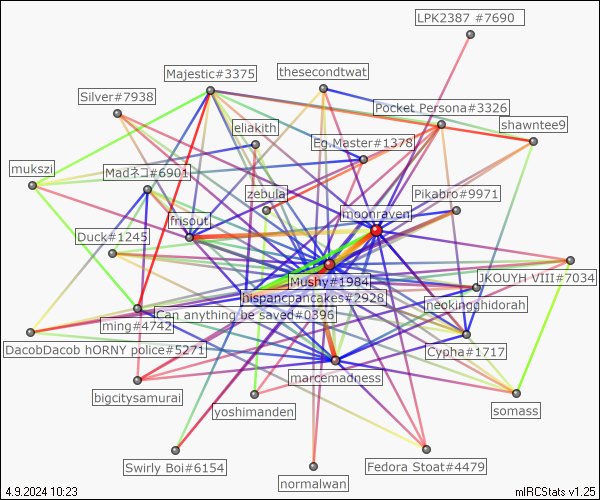 LPK2387 #7690
Majestic#3375
thesecondtwat
Silver#7938
Pocket Persona#3326
eliakith
shawntee9
Eg.Master#1378
mukszi
Madネコ#6901
zebula
Pikabro#9971
frisout
moonraven
Duck#1245
Mushy#1984
JKOUYH VIII#7034
hispancpancakes#2928
neokingghidorah
Can anything be saved#0396
ming#4742
DacobDacob hORNY police#5271
Cypha#1717
marcemadness
bigcitysamurai
yoshimanden
somass
Swirly Boi#6154
Fedora Stoat#4479
normalwan
4.9.2024 10:23
mIRCStats v1.25